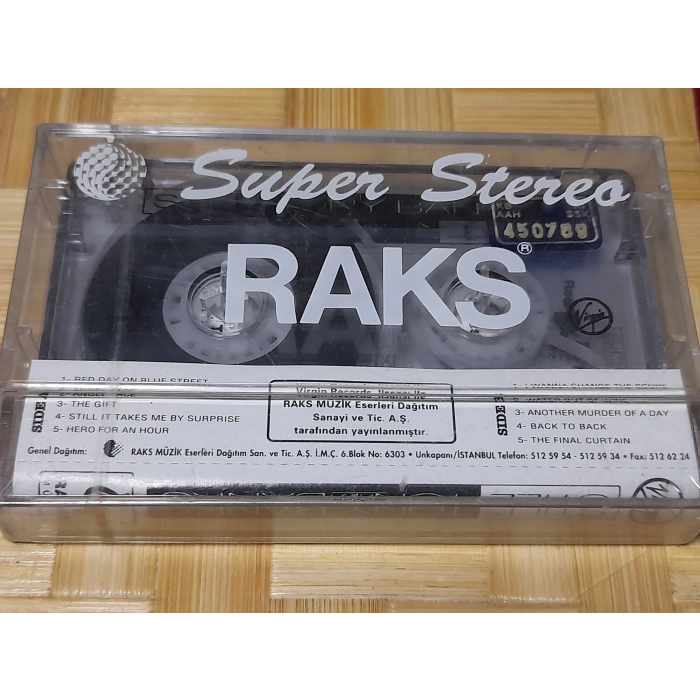 Super Stereo
KB
AAH SSK
450789
RAKS®
Virgin
SIDE A
1- RED DAY ON BLUE STREET
3- THE GIFT
4- STILL IT TAKES ME BY SURPRISE
5- HERO FOR AN HOUR
Virgin Records lisansı ile
RAKS MÜZİK Eserleri Dağıtım
Sanayi ve Tic. A.Ş.
tarafından yayınlanmıştır.
SIDE B
1- I WANNA CHANGE THE
3- ANOTHER MURDER OF A DAY
4- BACK TO BACK
5- THE FINAL CURTAIN
Genel Dağıtım: RAKS MÜZİK Eserleri Dağıtım San. ve Tic. A.Ş. İ.M.Ç. 6.Blok No: 6303 • Unkapanı/İSTANBUL Telefon: 512 59 54 - 512 59 34 • Fax: 512 62 24